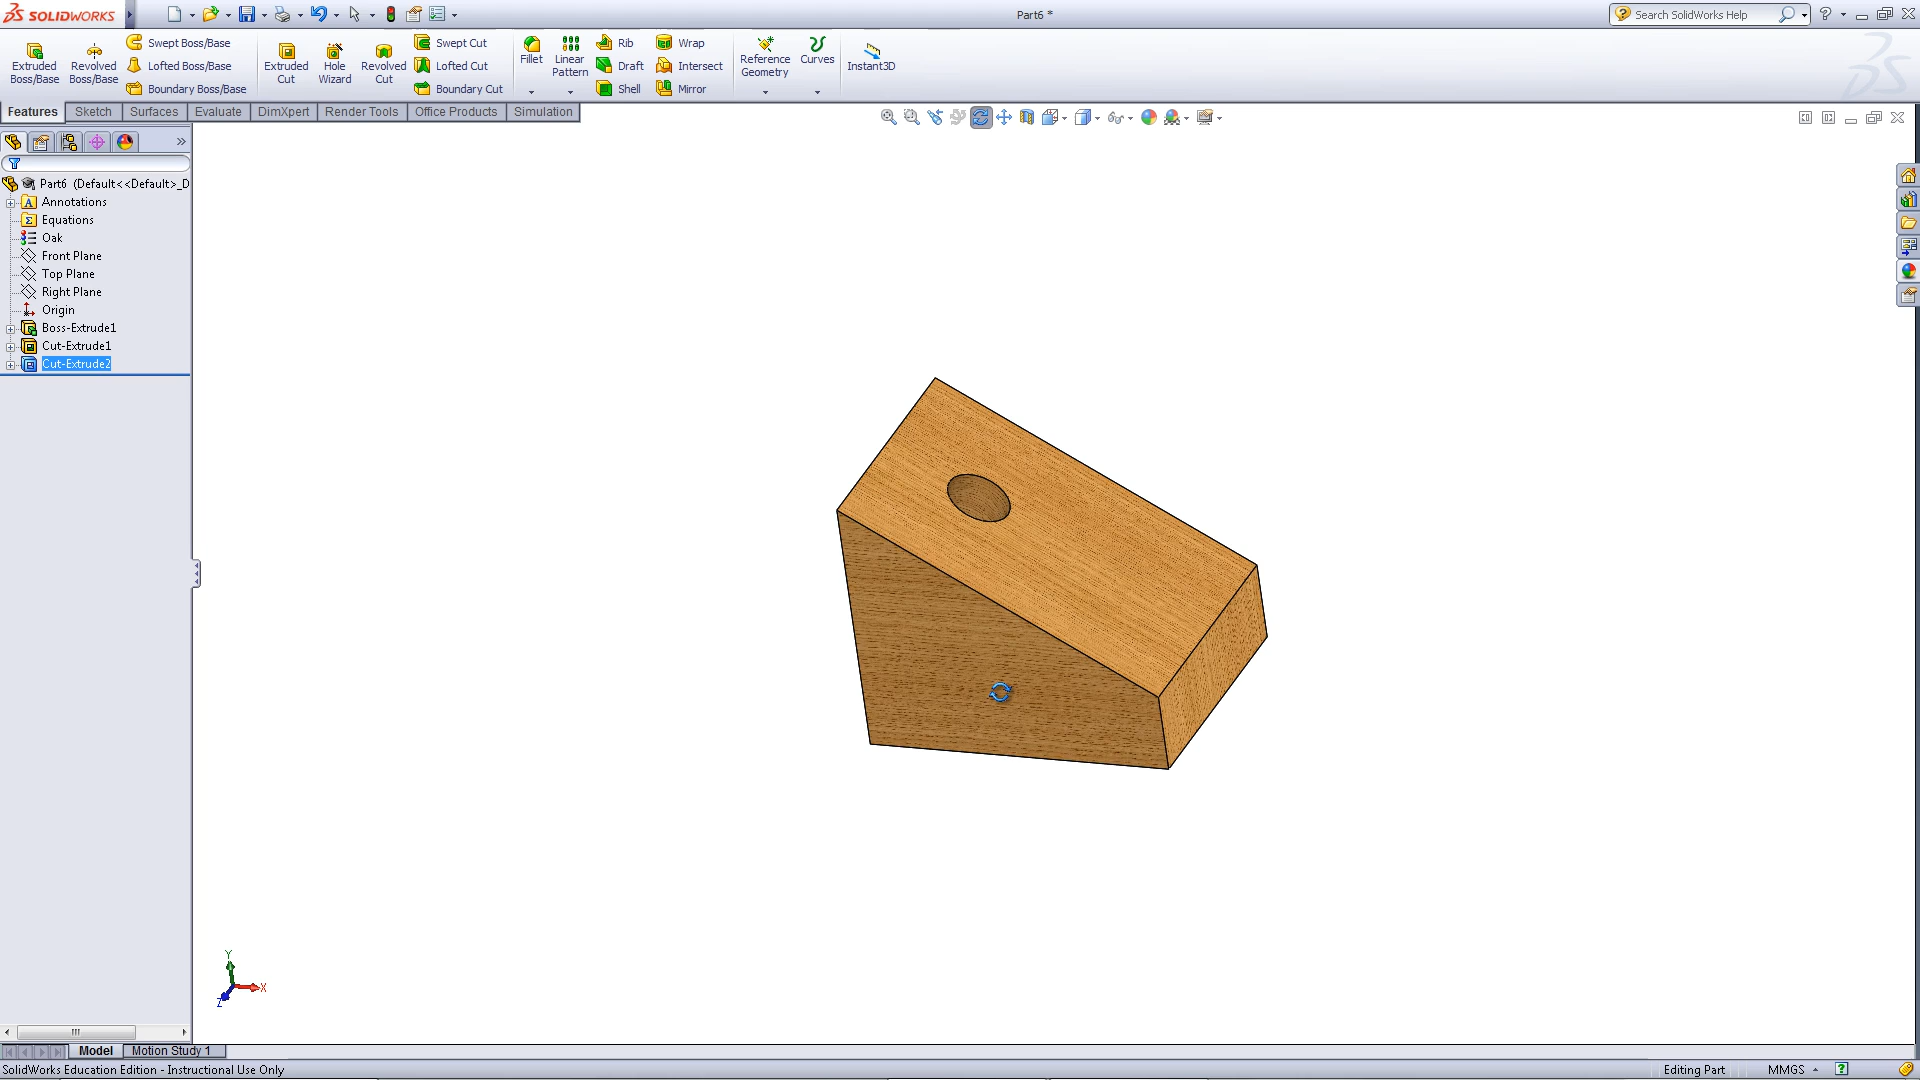 SOLIDWORKS
Part6 *
Search SolidWorks Help
Extruded Boss/Base
Revolved Boss/Base
Swept Boss/Base
Lofted Boss/Base
Boundary Boss/Base
Extruded Cut
Hole Wizard
Revolved Cut
Swept Cut
Lofted Cut
Boundary Cut
Fillet
Linear Pattern
Rib
Draft
Shell
Wrap
Intersect
Mirror
Reference Geometry
Curves
Instant3D
Features
Sketch
Surfaces
Evaluate
DimXpert
Render Tools
Office Products
Simulation
Part6 (Default<<Default>_D
Annotations
Equations
Oak
Front Plane
Top Plane
Right Plane
Origin
Boss-Extrude1
Cut-Extrude1
Cut-Extrude2
Y
X
Z
Model
Motion Study 1
SolidWorks Education Edition - Instructional Use Only
Editing Part
MMGS